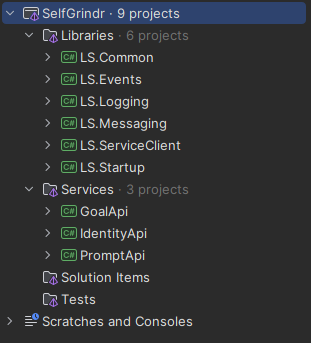 SelfGrindr · 9 projects
Libraries · 6 projects
C# LS.Common
C# LS.Events
C# LS.Logging
C# LS.Messaging
C# LS.ServiceClient
C# LS.Startup
Services · 3 projects
C# GoalApi
C# IdentityApi
C# PromptApi
Solution Items
Tests
Scratches and Consoles